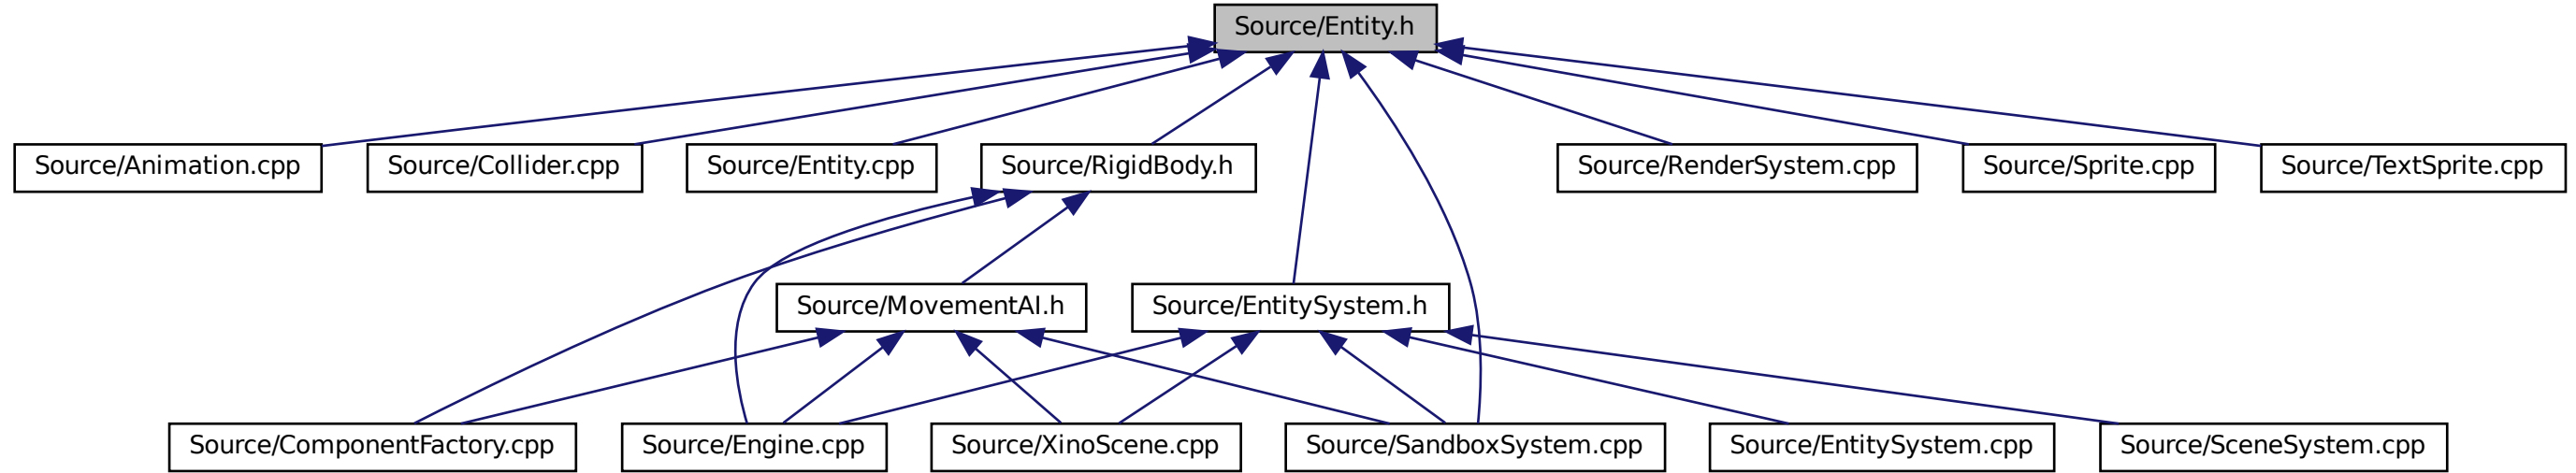 Source/Entity.h
Source/Animation.cpp
Source/Collider.cpp
Source/Entity.cpp
Source/RigidBody.h
Source/RenderSystem.cpp
Source/Sprite.cpp
Source/TextSprite.cpp
Source/MovementAI.h
Source/EntitySystem.h
Source/ComponentFactory.cpp
Source/Engine.cpp
Source/XinoScene.cpp
Source/SandboxSystem.cpp
Source/EntitySystem.cpp
Source/SceneSystem.cpp